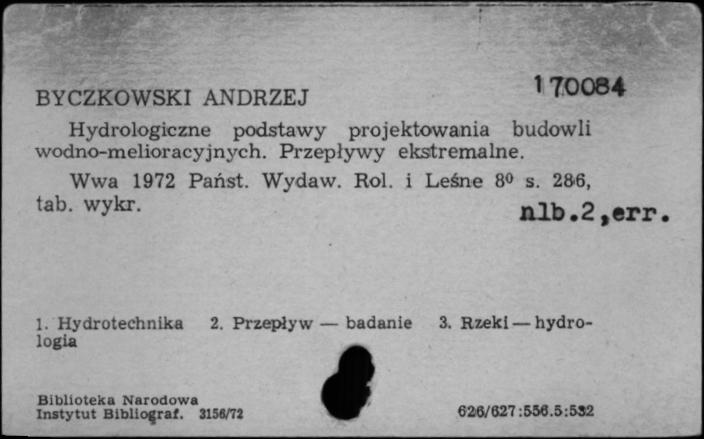 170084
BYCZKOWSKI ANDRZEJ
Hydrologiczne podstawy projektowania budowli
wodno-melioracyjnych. Przepływy ekstremalne.
Wwa 1972 Państ. Wydaw. Rol. i Leśne 8⁰ s. 286,
tab. wykr.
nlb.2,err.
1. Hydrotechnika 2. Przepływ — badanie 3. Rzeki — hydro-
logia
Biblioteka Narodowa
Instytut Bibliograf. 3156/72
626/627:556.5:532